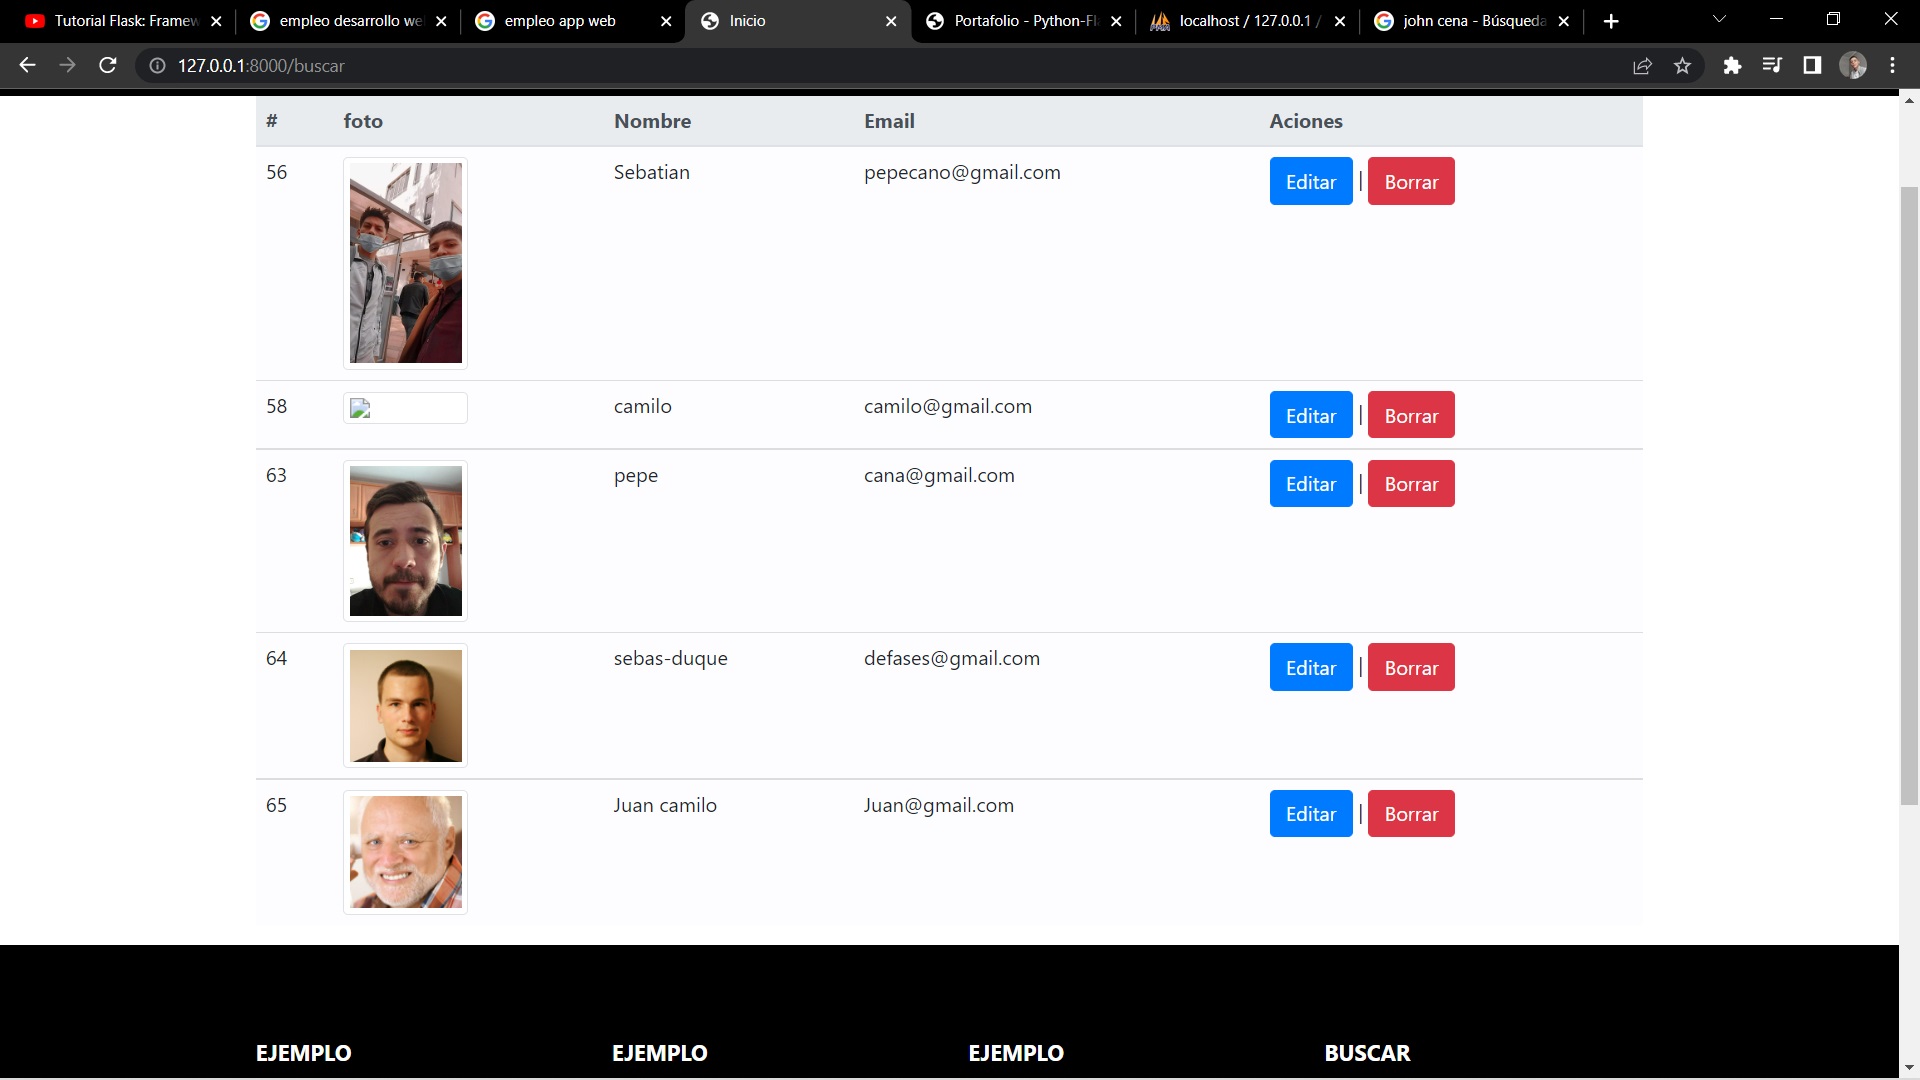 Tutorial Flask: Framew
empleo desarrollo we
empleo app web
Inicio
Portafolio - Python-Fl
localhost / 127.0.0.1 /
john cena - Búsqueda
127.0.0.1:8000/buscar
# foto Nombre Email Aciones
56 Sebatian pepecano@gmail.com Editar | Borrar
58 camilo camilo@gmail.com Editar | Borrar
63 pepe cana@gmail.com Editar | Borrar
64 sebas-duque defases@gmail.com Editar | Borrar
65 Juan camilo Juan@gmail.com Editar | Borrar
EJEMPLO EJEMPLO EJEMPLO BUSCAR